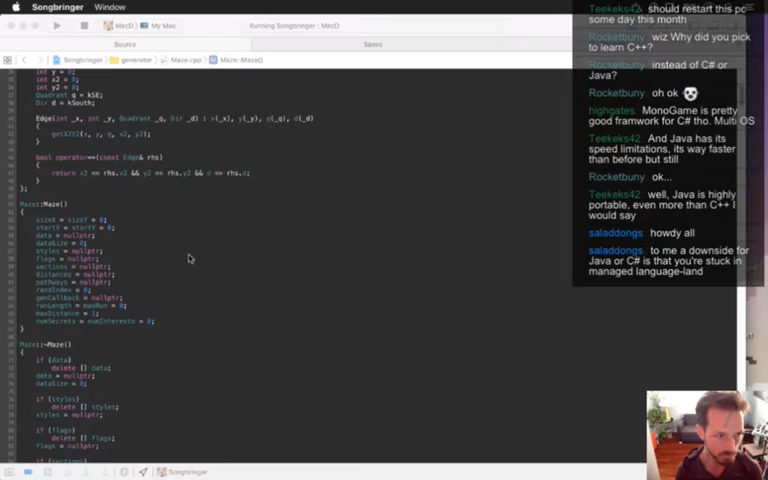 Songbringer Window
MacD My Mac Running Songbringer : MacD
Source Saves
Songbringer generator Maze.cpp Maze::Maze()
int y = 0;
int x2 = 0;
int y2 = 0;
Quadrant q = kSE;
Dir d = kSouth;
Edge(int _x, int _y, Quadrant _q, Dir _d) : x(_x), y(_y), q(_q), d(_d)
{
getX2Y2(x, y, q, x2, y2);
}
bool operator==(const Edge& rhs)
{
return x2 == rhs.x2 && y2 == rhs.y2 && d == rhs.d;
}
};
Maze::Maze()
{
sizeX = sizeY = 0;
startX = startY = 0;
data = nullptr;
dataSize = 0;
styles = nullptr;
flags = nullptr;
sections = nullptr;
distances = nullptr;
pathways = nullptr;
randIndex = 0;
genCallback = nullptr;
runLength = maxRun = 0;
maxDistance = 1;
numSecrets = numInterests = 0;
}
Maze::~Maze()
{
if (data)
delete [] data;
data = nullptr;
dataSize = 0;
if (styles)
delete [] styles;
styles = nullptr;
if (flags)
delete [] flags;
flags = nullptr;
if (sections)
Songbringer
Teekeks42 should restart this pc
some day this month
Rocketbuny wiz Why did you pick
to learn C++?
Rocketbuny instead of C# or
Java?
Rocketbuny oh ok
highgates MonoGame is pretty
good framwork for C# tho. Multi OS
Teekeks42 And Java has its
speed limitations, its way faster
than before but still
Rocketbuny ok...
Teekeks42 well, Java is highly
portable, even more than C++ I
would say
saladdongs howdy all
saladdongs to me a downside for
Java or C# is that you're stuck in
managed language-land